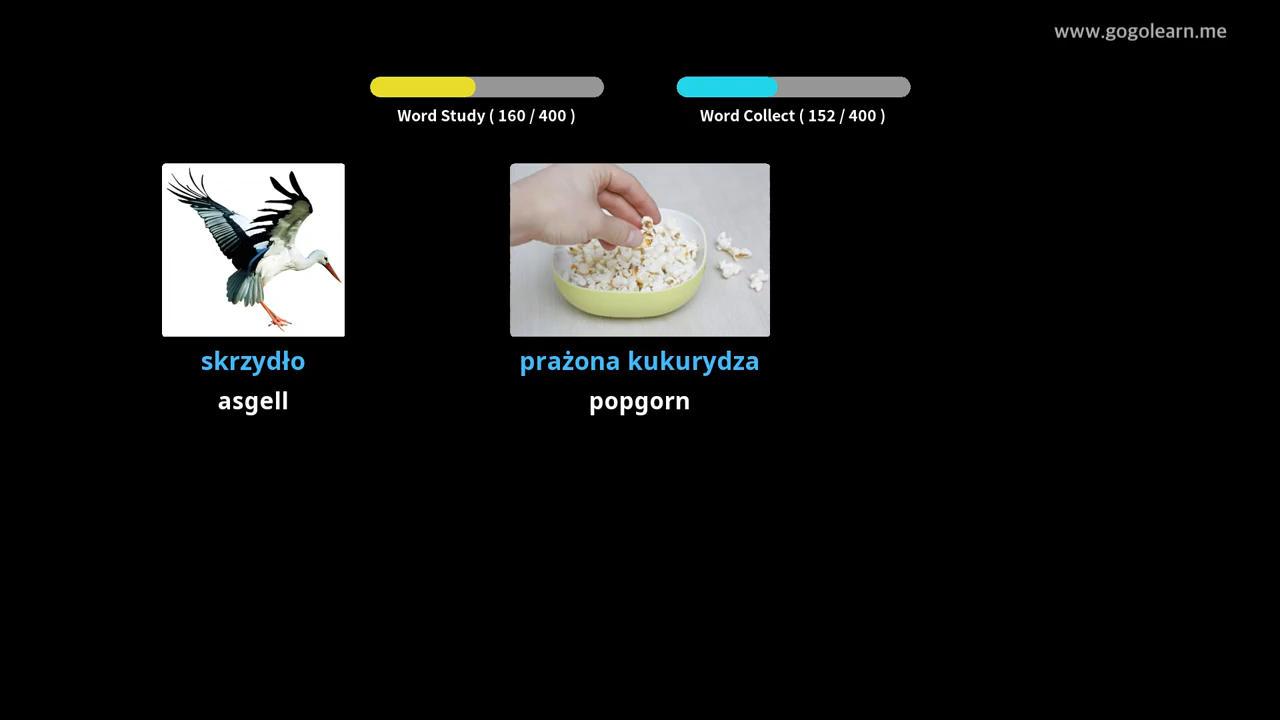 www.gogolearn.me
Word Study ( 160 / 400 )
Word Collect ( 152 / 400 )
skrzydło
asgell
prażona kukurydza
popgorn